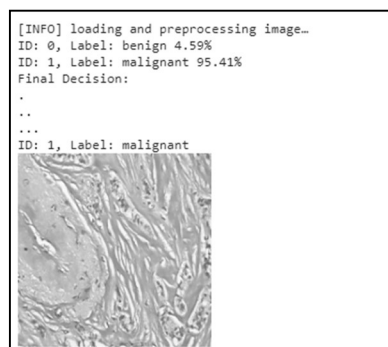 [INFO] loading and preprocessing image…
ID: 0, Label: benign 4.59%
ID: 1, Label: malignant 95.41%
Final Decision:
.
..
...
ID: 1, Label: malignant